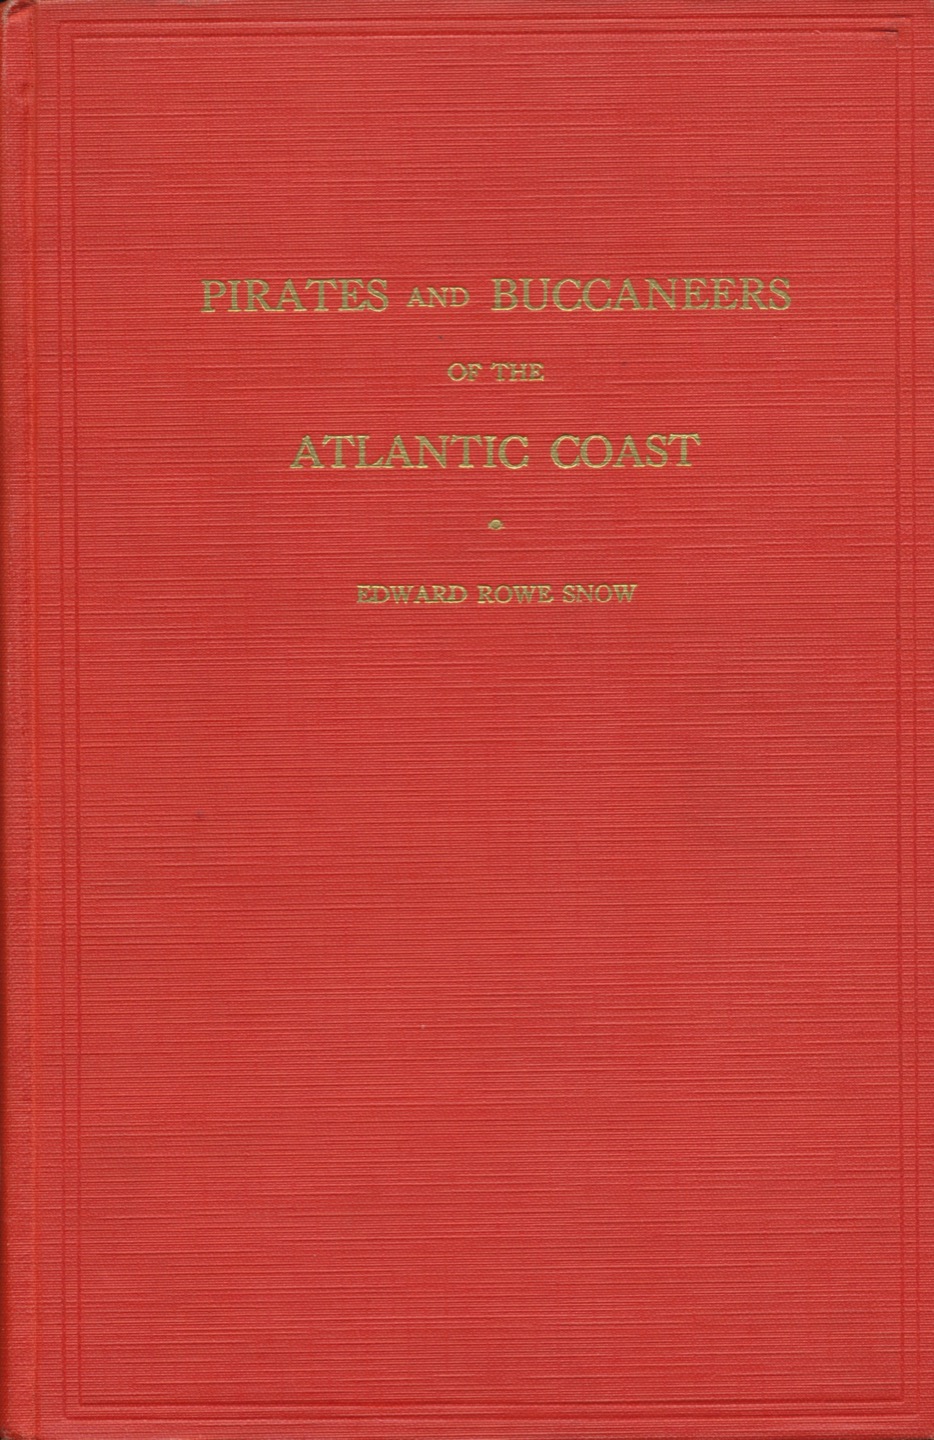 PIRATES AND BUCCANEERS
OF THE
ATLANTIC COAST
EDWARD ROWE SNOW